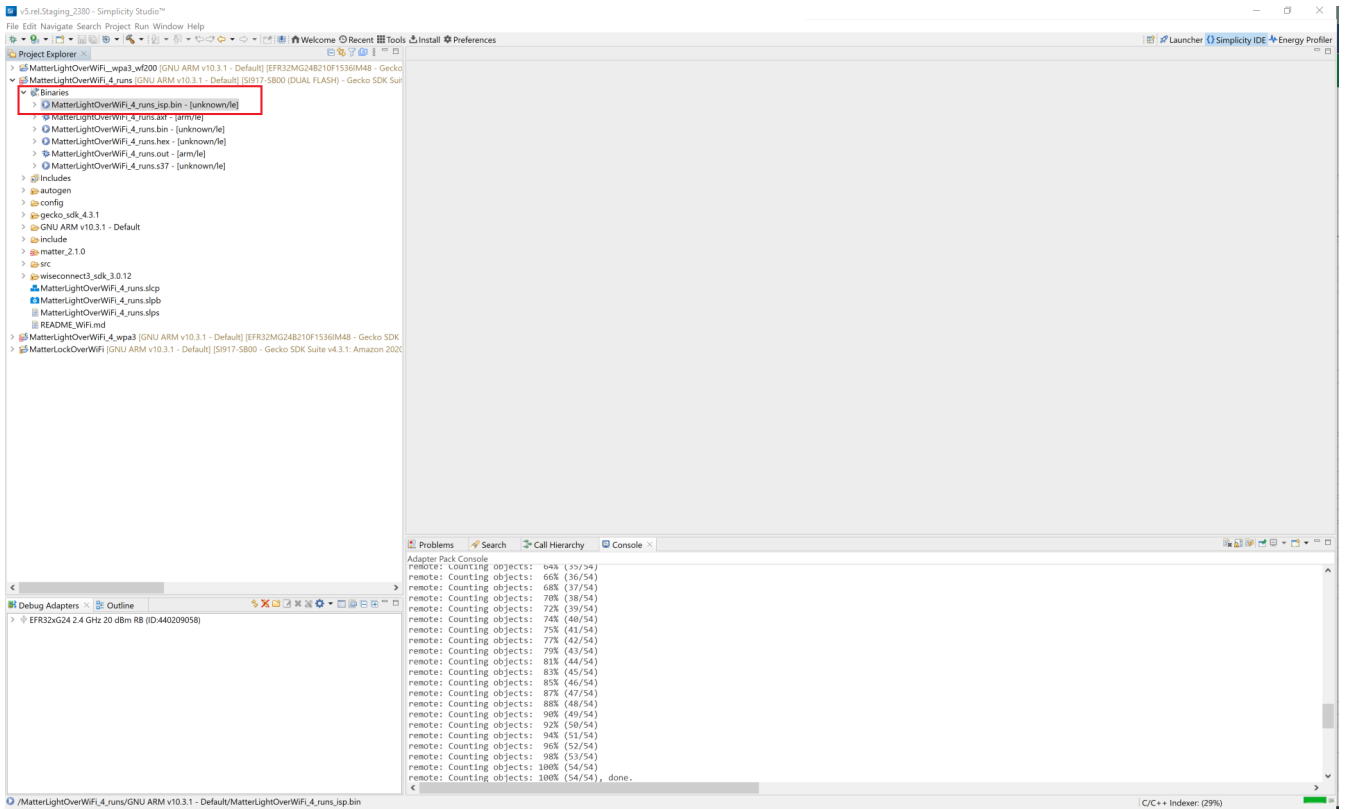 v5.rel.Staging_2380 - Simplicity Studio™
File Edit Navigate Search Project Run Window Help
Welcome Recent Tools Install Preferences
Launcher {} Simplicity IDE Energy Profiler
Project Explorer
MatterLightOverWiFi__wpa3_wf200 [GNU ARM v10.3.1 - Default] [EFR32MG24B210F1536IM48 - Gecko
MatterLightOverWiFi_4_runs [GNU ARM v10.3.1 - Default] [SI917-SB00 (DUAL FLASH) - Gecko SDK Suit
Binaries
MatterLightOverWiFi_4_runs_isp.bin - [unknown/le]
MatterLightOverWiFi_4_runs.axf - [arm/le]
MatterLightOverWiFi_4_runs.bin - [unknown/le]
MatterLightOverWiFi_4_runs.hex - [unknown/le]
MatterLightOverWiFi_4_runs.out - [arm/le]
MatterLightOverWiFi_4_runs.s37 - [unknown/le]
Includes
autogen
config
gecko_sdk_4.3.1
GNU ARM v10.3.1 - Default
include
matter_2.1.0
src
wiseconnect3_sdk_3.0.12
MatterLightOverWiFi_4_runs.slcp
MatterLightOverWiFi_4_runs.slpb
MatterLightOverWiFi_4_runs.slps
README_WiFi.md
MatterLightOverWiFi_4_wpa3 [GNU ARM v10.3.1 - Default] [EFR32MG24B210F1536IM48 - Gecko SDK
MatterLockOverWiFi [GNU ARM v10.3.1 - Default] [SI917-SB00 - Gecko SDK Suite v4.3.1: Amazon 202
Debug Adapters Outline
EFR32xG24 2.4 GHz 20 dBm RB (ID:440209058)
Problems Search Call Hierarchy Console
Adapter Pack Console
remote: Counting objects: 64% (35/54)
remote: Counting objects: 66% (36/54)
remote: Counting objects: 68% (37/54)
remote: Counting objects: 70% (38/54)
remote: Counting objects: 72% (39/54)
remote: Counting objects: 74% (40/54)
remote: Counting objects: 75% (41/54)
remote: Counting objects: 77% (42/54)
remote: Counting objects: 79% (43/54)
remote: Counting objects: 81% (44/54)
remote: Counting objects: 83% (45/54)
remote: Counting objects: 85% (46/54)
remote: Counting objects: 87% (47/54)
remote: Counting objects: 88% (48/54)
remote: Counting objects: 90% (49/54)
remote: Counting objects: 92% (50/54)
remote: Counting objects: 94% (51/54)
remote: Counting objects: 96% (52/54)
remote: Counting objects: 98% (53/54)
remote: Counting objects: 100% (54/54)
remote: Counting objects: 100% (54/54), done.
/MatterLightOverWiFi_4_runs/GNU ARM v10.3.1 - Default/MatterLightOverWiFi_4_runs_isp.bin
C/C++ Indexer: (29%)